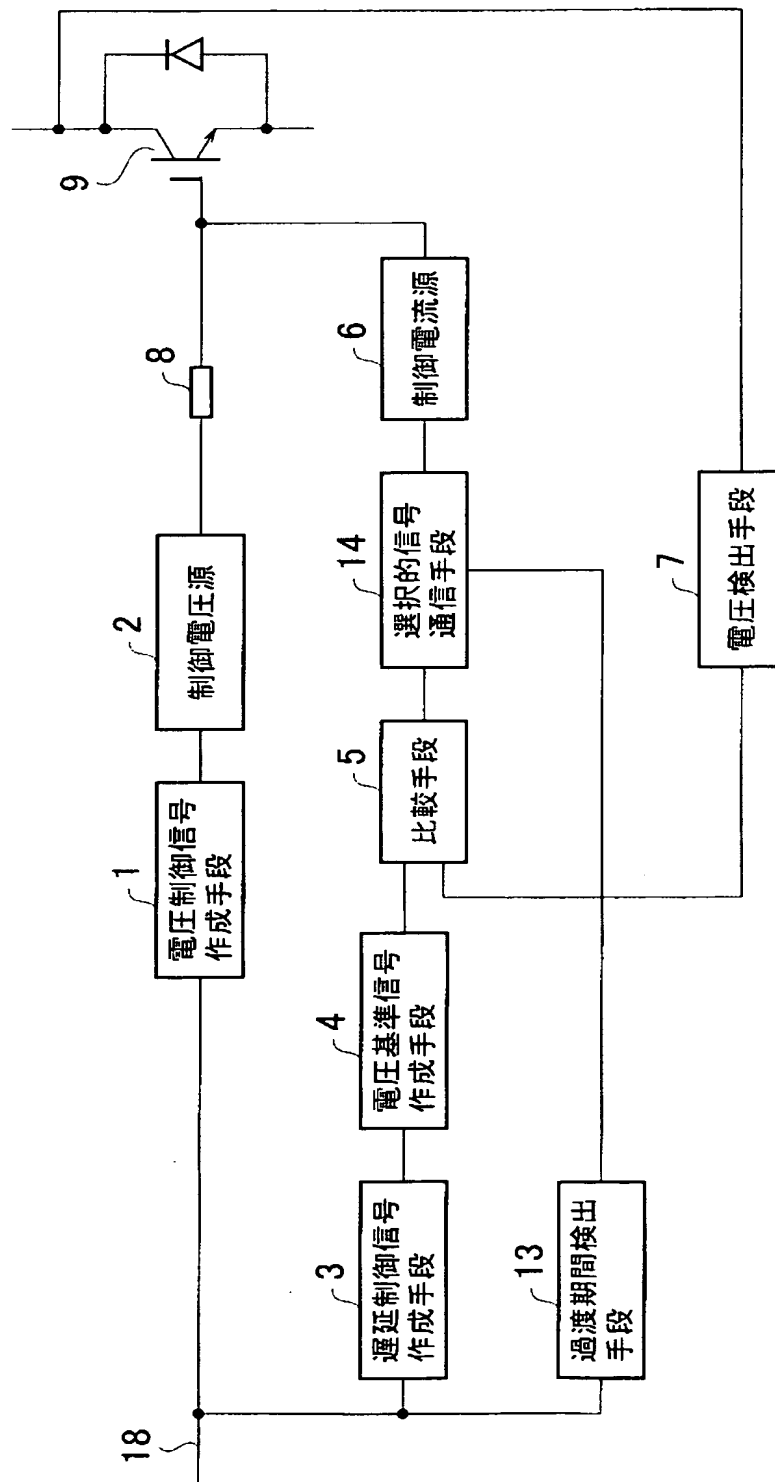 18
1
電圧制御信号
作成手段
2
制御電圧源
8
9
3
遅延制御信号
作成手段
4
電圧基準信号
作成手段
5
比較手段
14
選択的信号
通信手段
6
制御電流源
13
過渡期間検出
手段
7
電圧検出手段